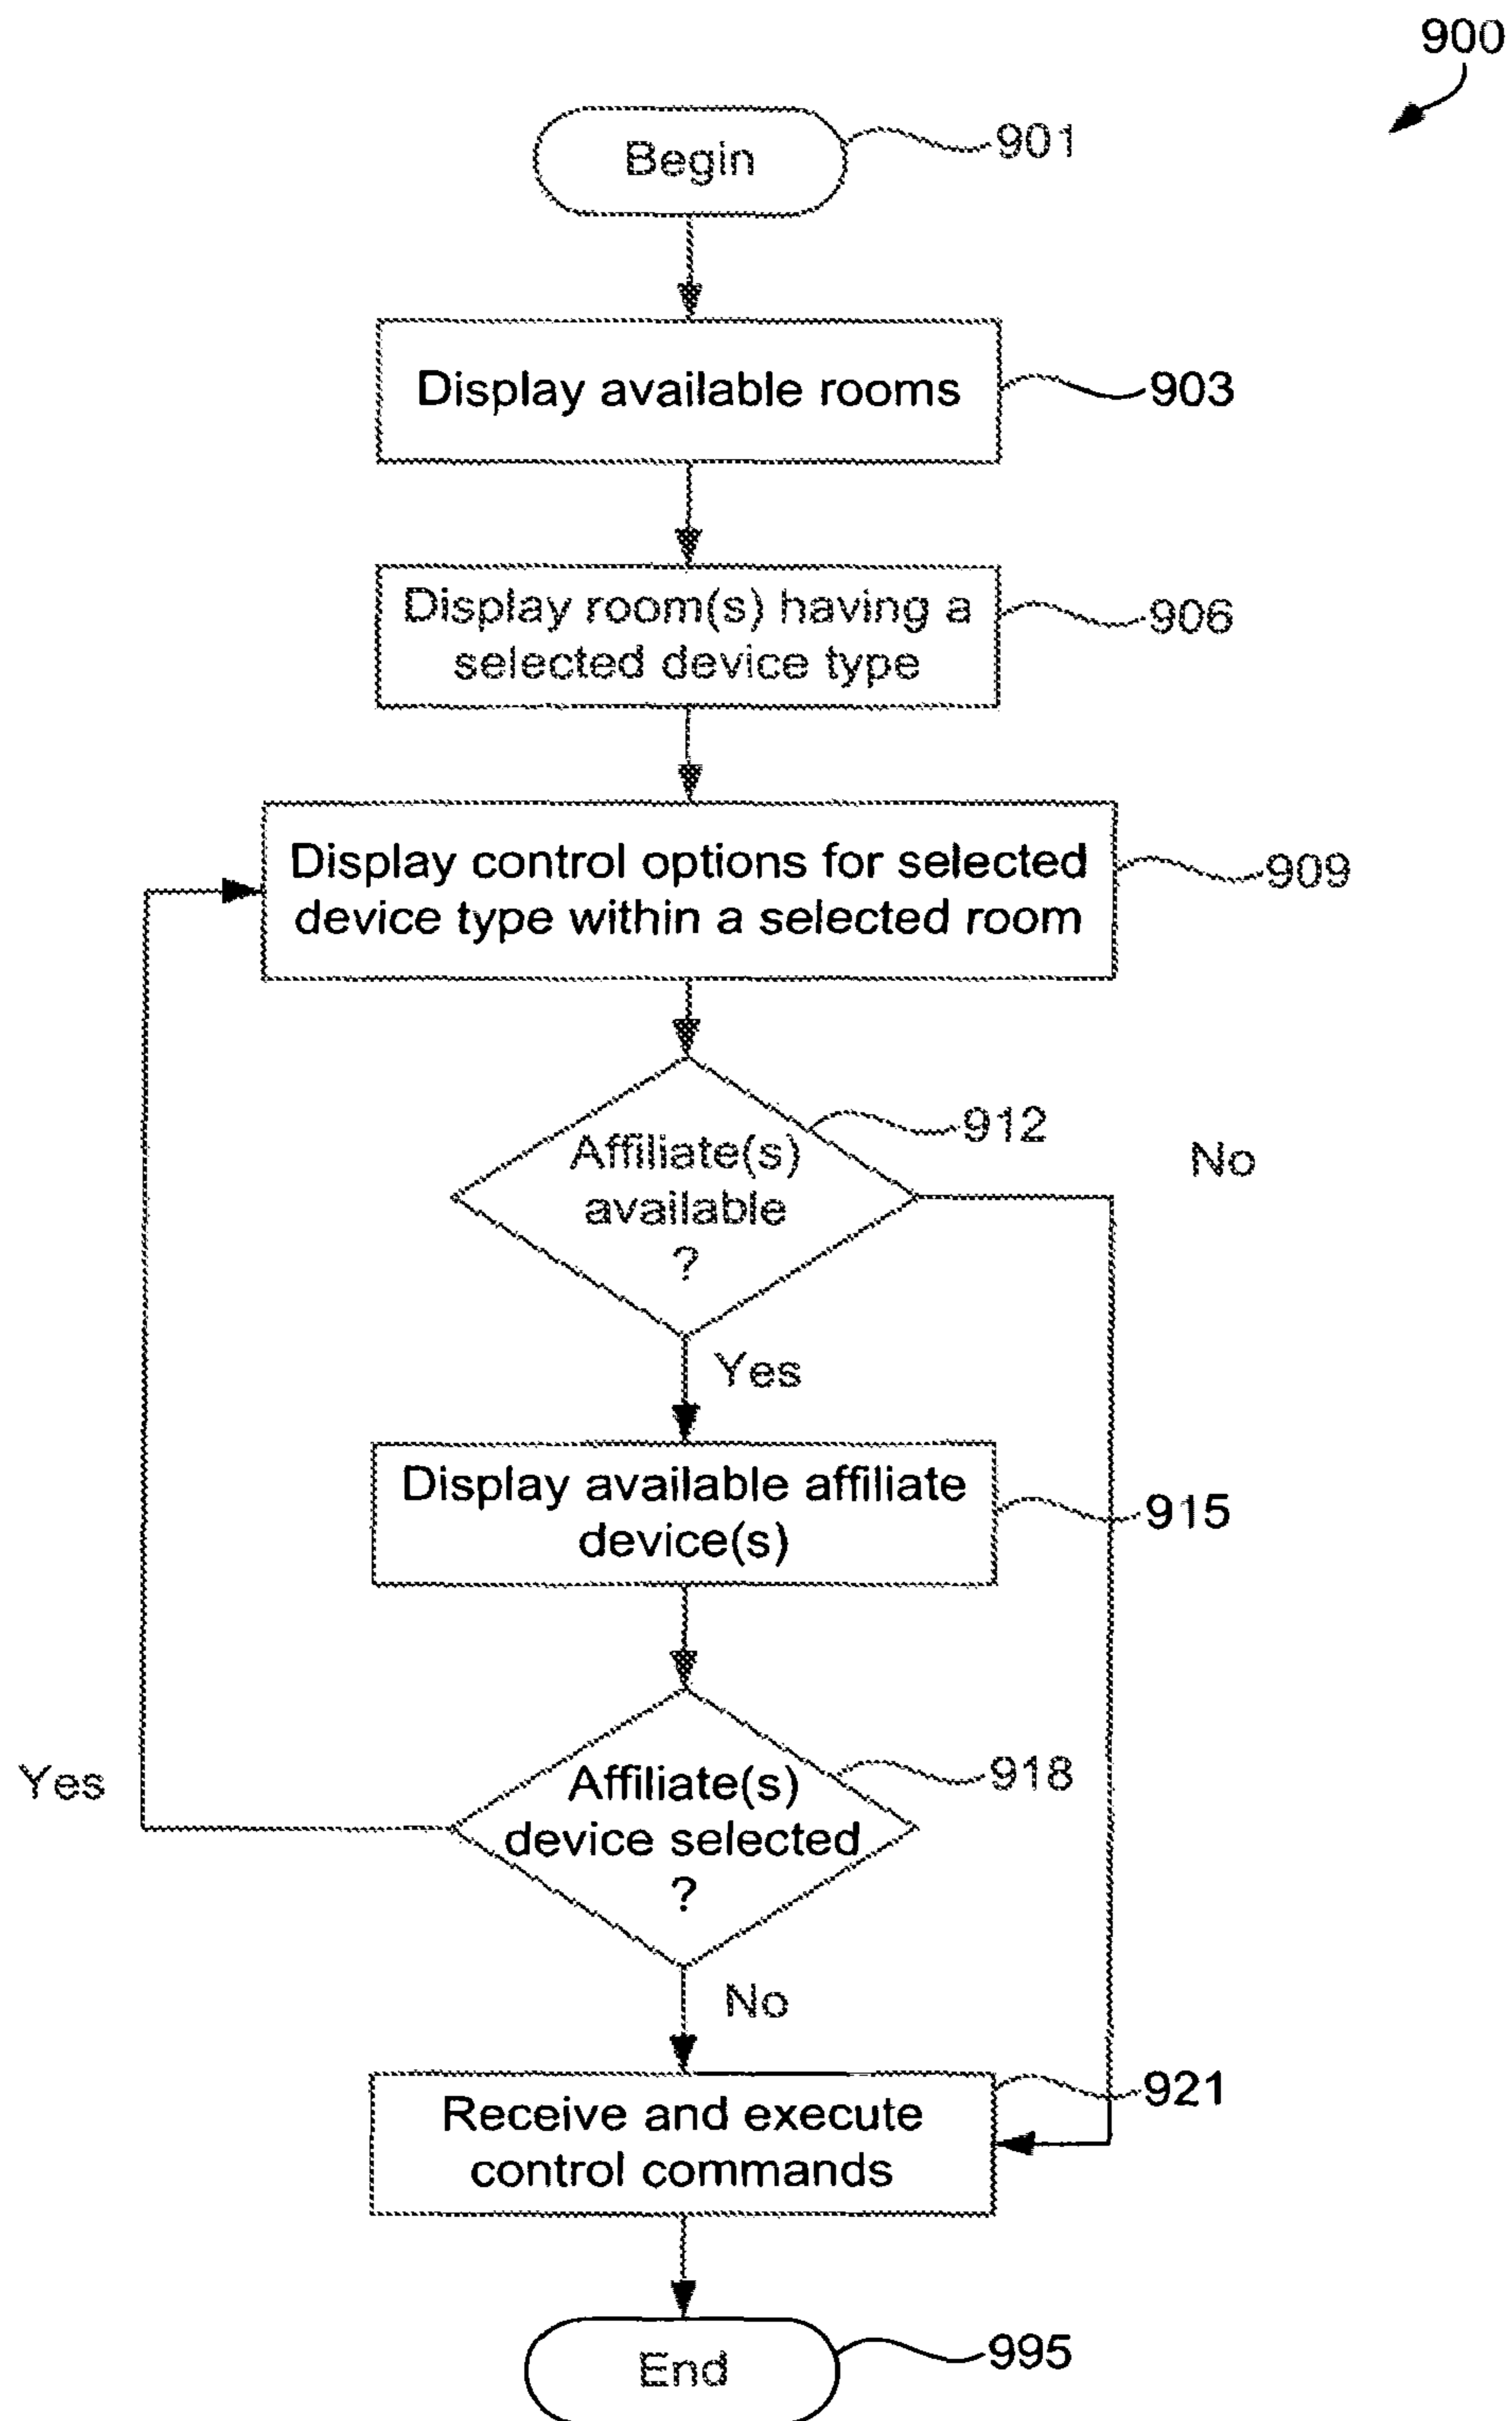 900
Begin
901
Display available rooms
903
Display room(s) having a
selected device type
906
Display control options for selected
device type within a selected room
909
Affiliate(s)
available
?
912
No
Yes
Display available affiliate
device(s)
915
Affiliate(s)
device selected
?
918
Yes
No
Receive and execute
control commands
921
End
995